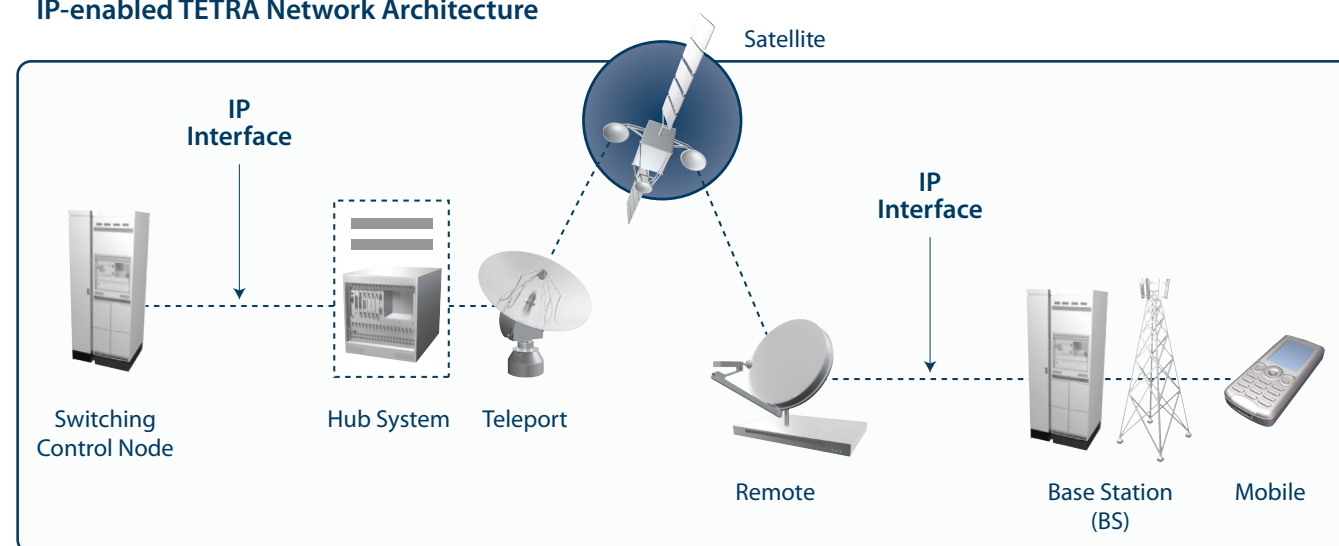 IP-enabled TETRA Network Architecture
Satellite
IP
Interface
IP
Interface
Switching
Control Node
Hub System
Teleport
Remote
Base Station
(BS)
Mobile